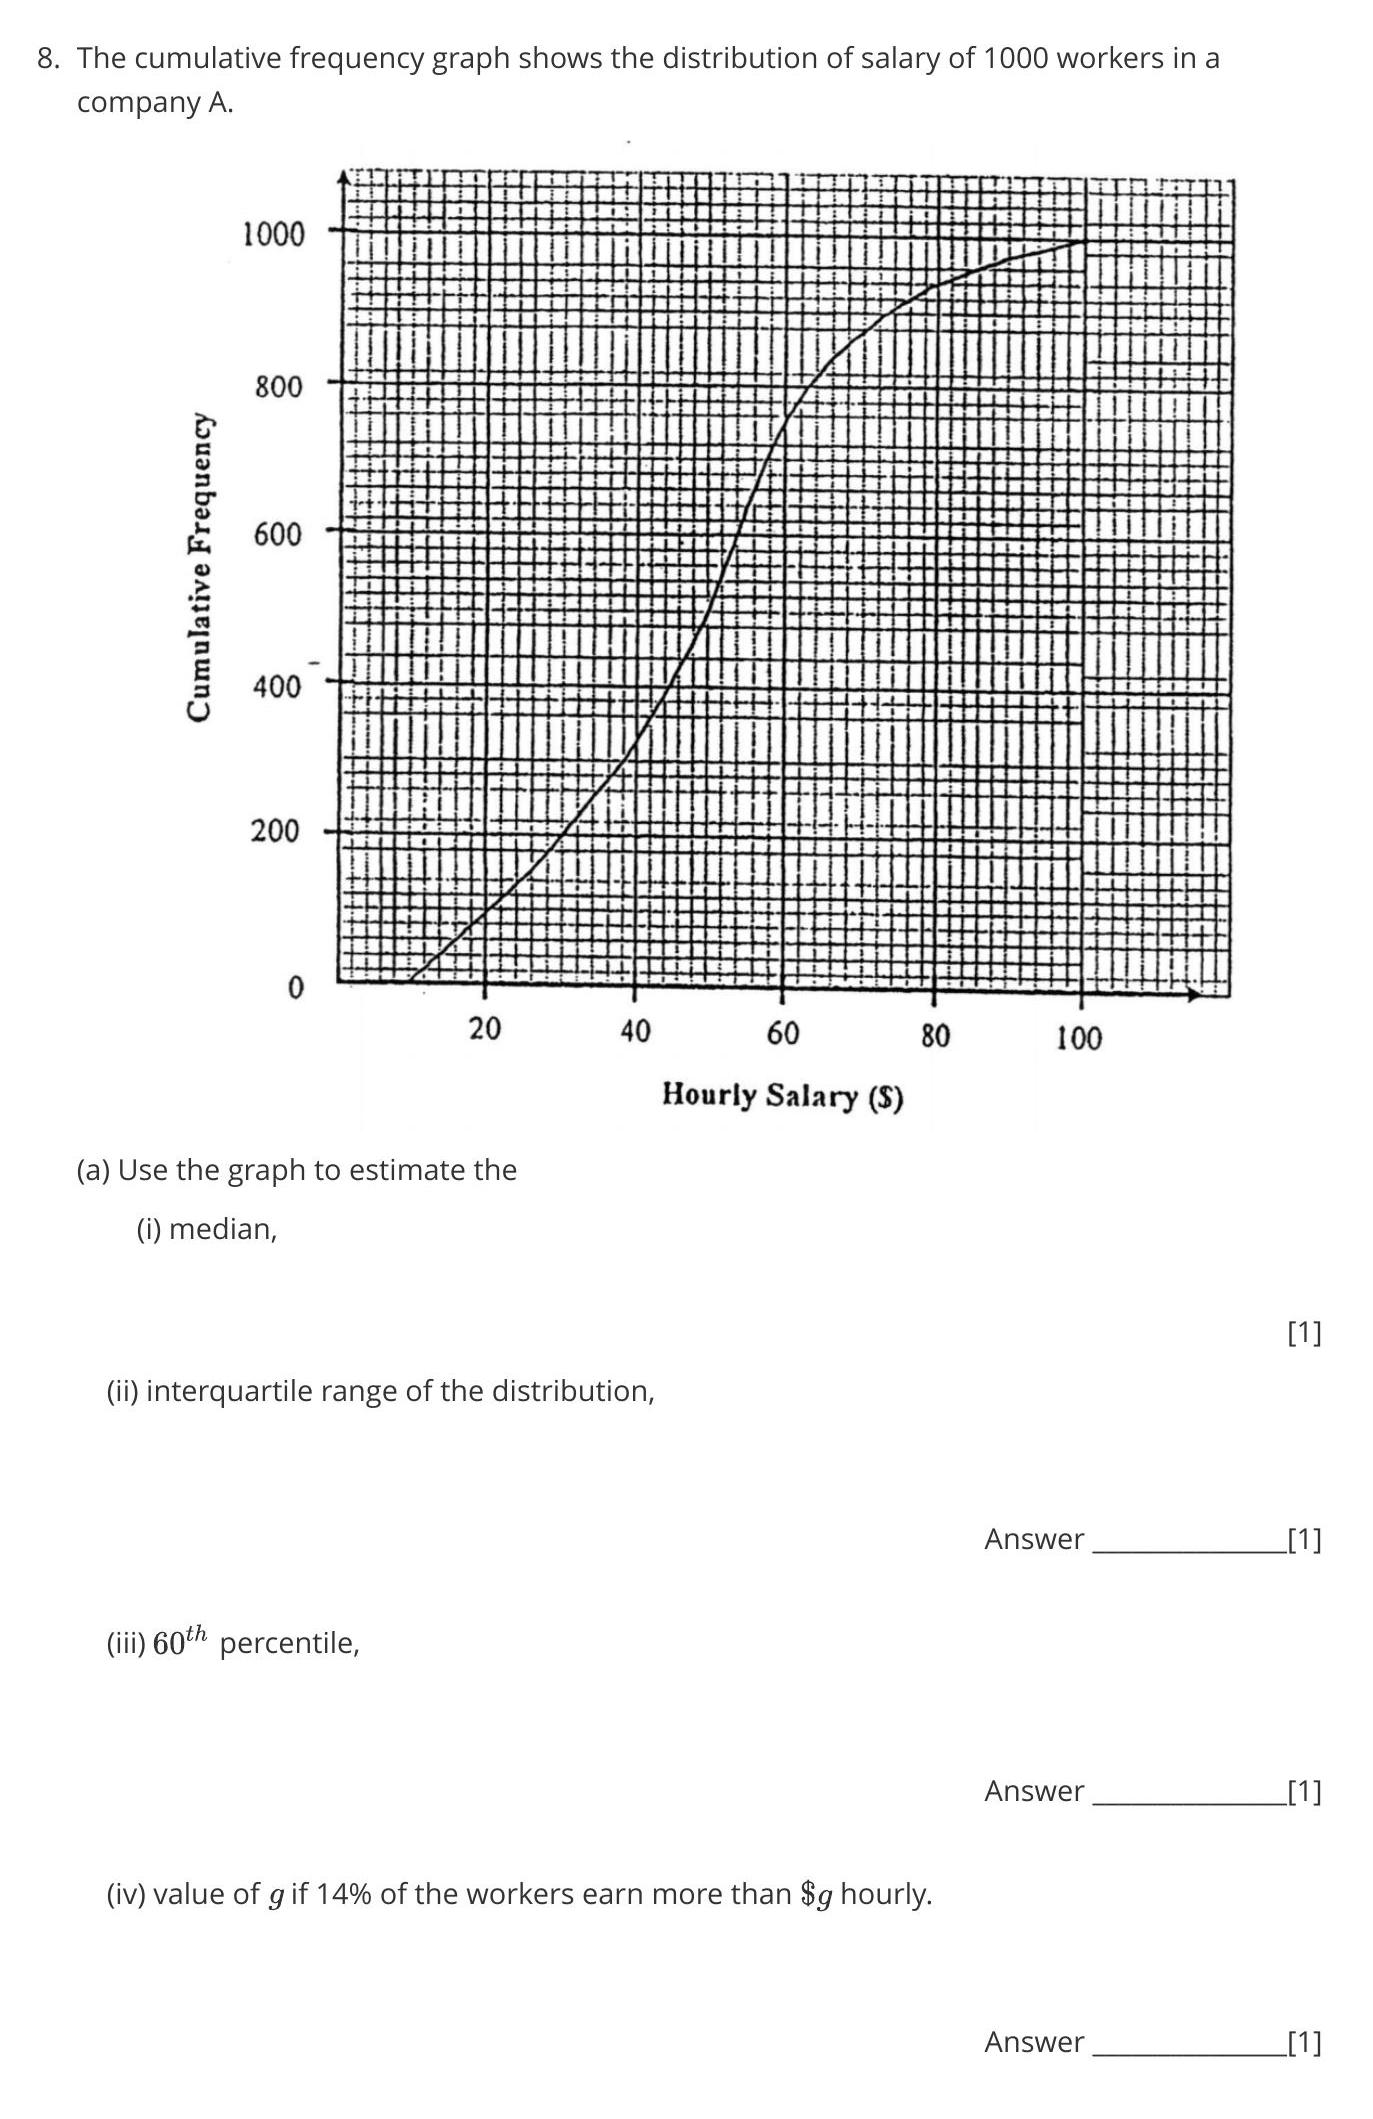 8. The cumulative frequency graph shows the distribution of salary of 1000 workers in a
company A.
1000
800
600
400
200
0
Cumulative Frequency
20 40 60 80 100
Hourly Salary ($)
(a) Use the graph to estimate the
(i) median,
[1]
(ii) interquartile range of the distribution,
Answer ____________[1]
(iii) 60th percentile,
Answer ____________[1]
(iv) value of g if 14% of the workers earn more than $g hourly.
Answer ____________[1]